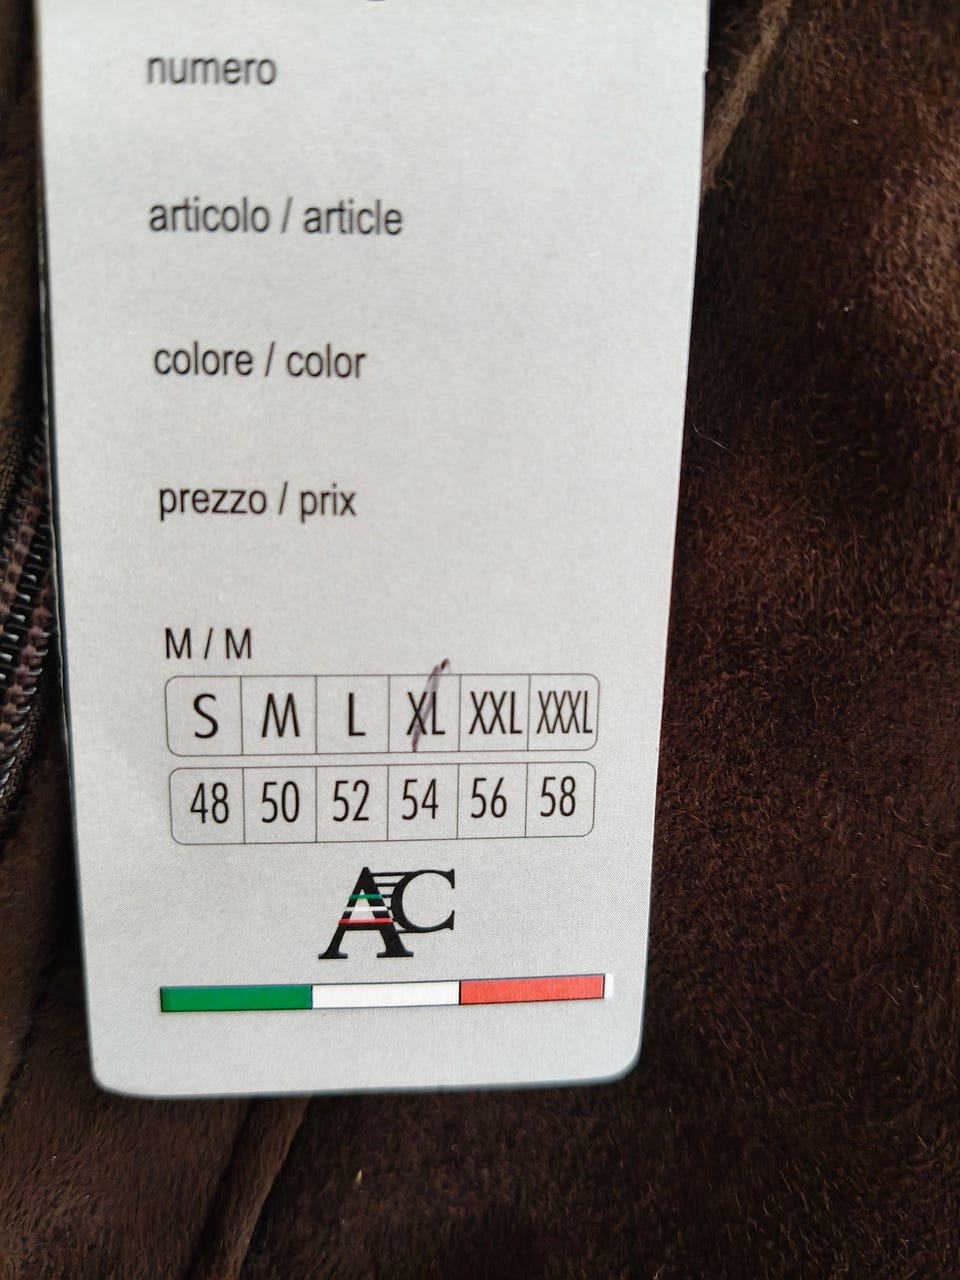 numero
articolo / article
colore / color
prezzo / prix
M / M
S M L XL XXL XXXL
48 50 52 54 56 58
AC